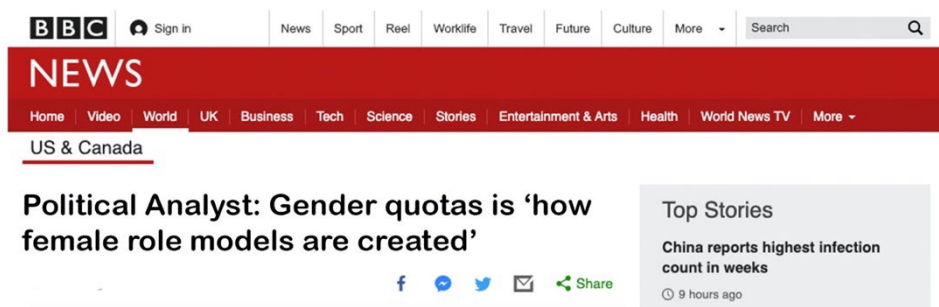 BBC Sign in News Sport Reel Worklife Travel Future Culture More Search
NEWS
Home Video World UK Business Tech Science Stories Entertainment & Arts Health World News TV More
US & Canada
Political Analyst: Gender quotas is ‘how
female role models are created’
f Share
Top Stories
China reports highest infection
count in weeks
9 hours ago